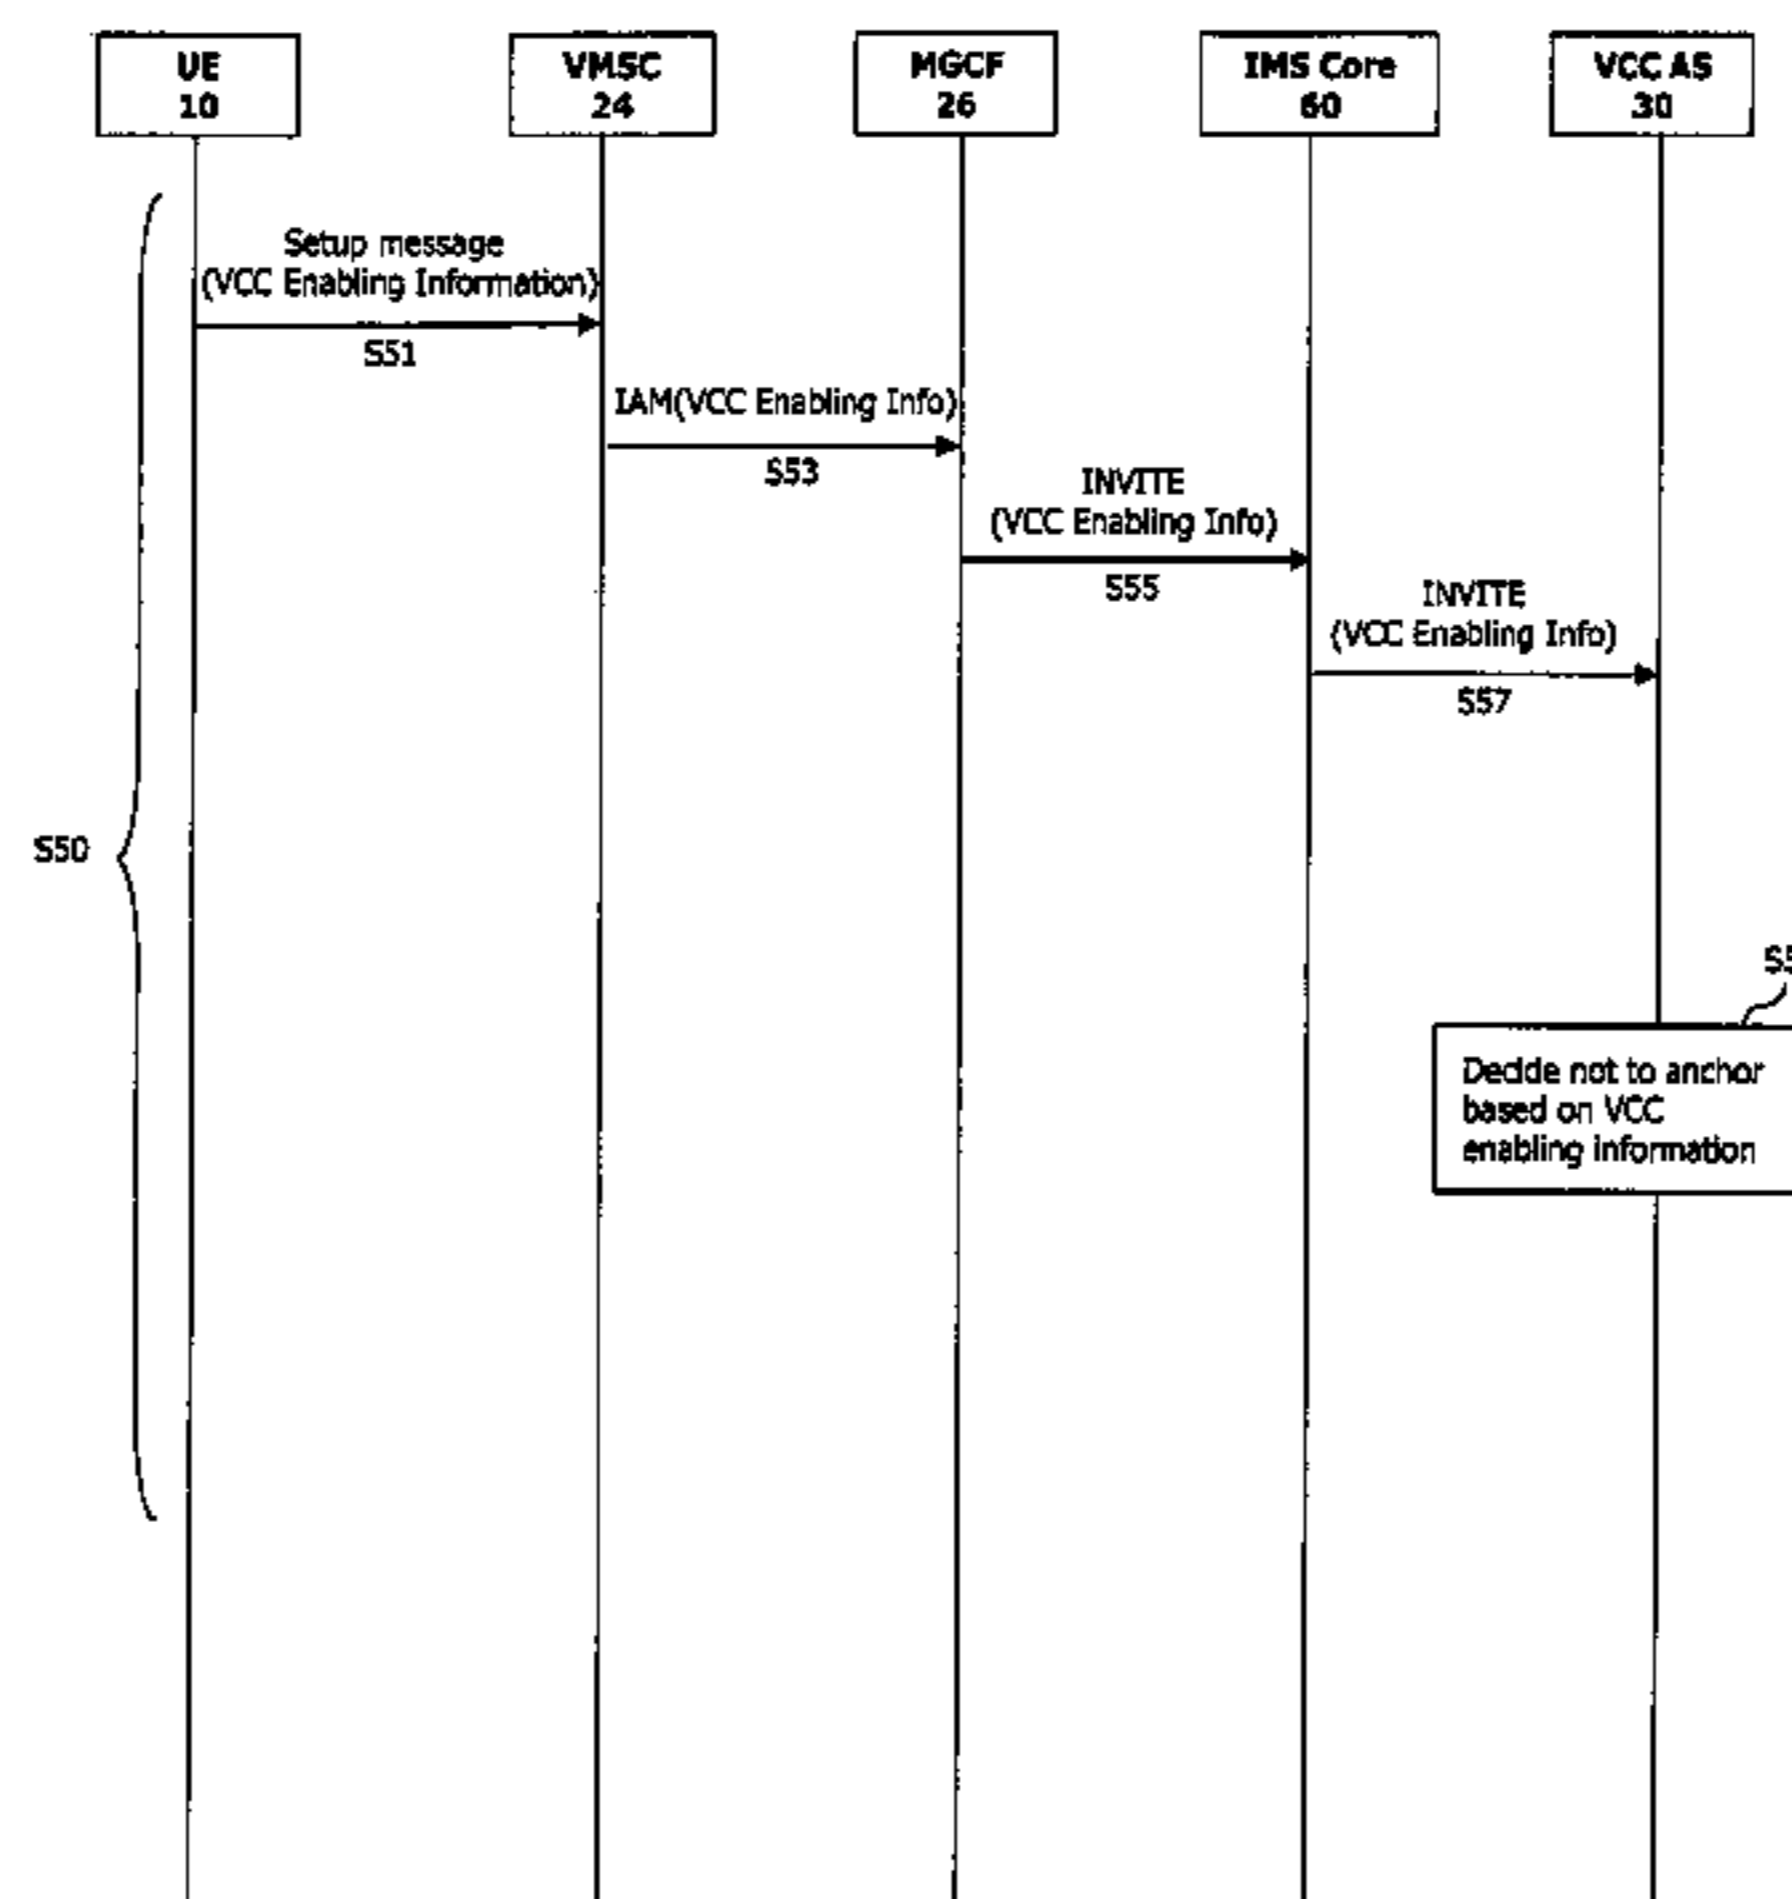 UE
10
VMSC
24
MGCF
26
IMS Core
60
VCC AS
30
Setup message
(VCC Enabling Information)
S51
IAM(VCC Enabling Info)
S53
INVITE
(VCC Enabling Info)
S55
INVITE
(VCC Enabling Info)
S57
S50
Decide not to anchor
based on VCC
enabling information